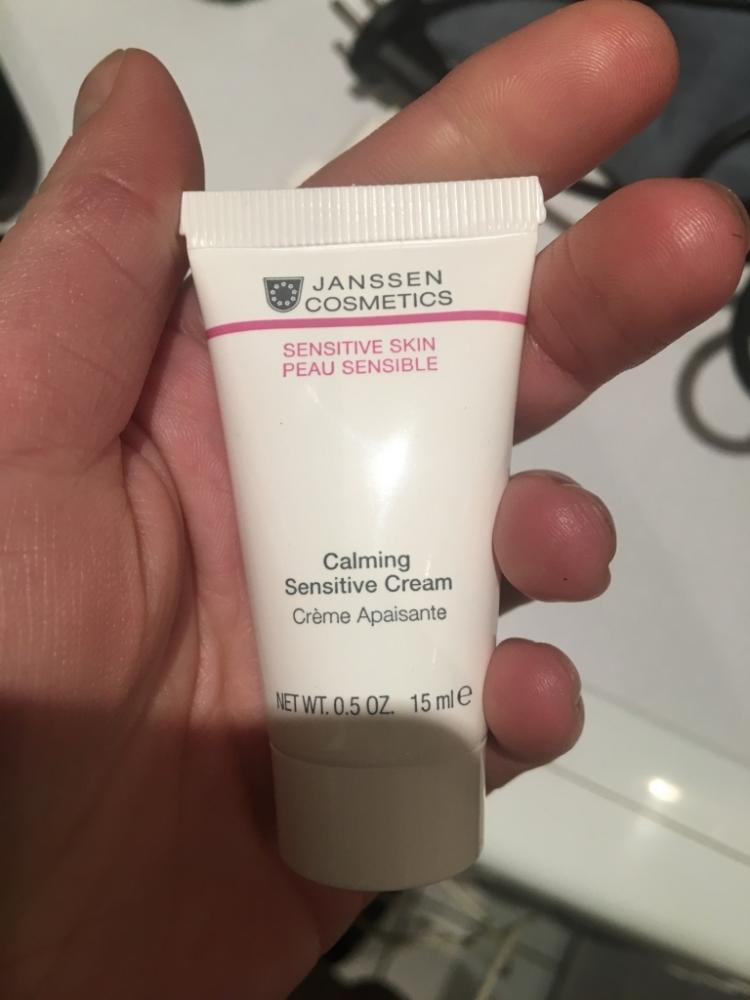 JANSSEN
COSMETICS
SENSITIVE SKIN
PEAU SENSIBLE
Calming
Sensitive Cream
Crème Apaisante
NET WT. 0.5 OZ. 15 ml e